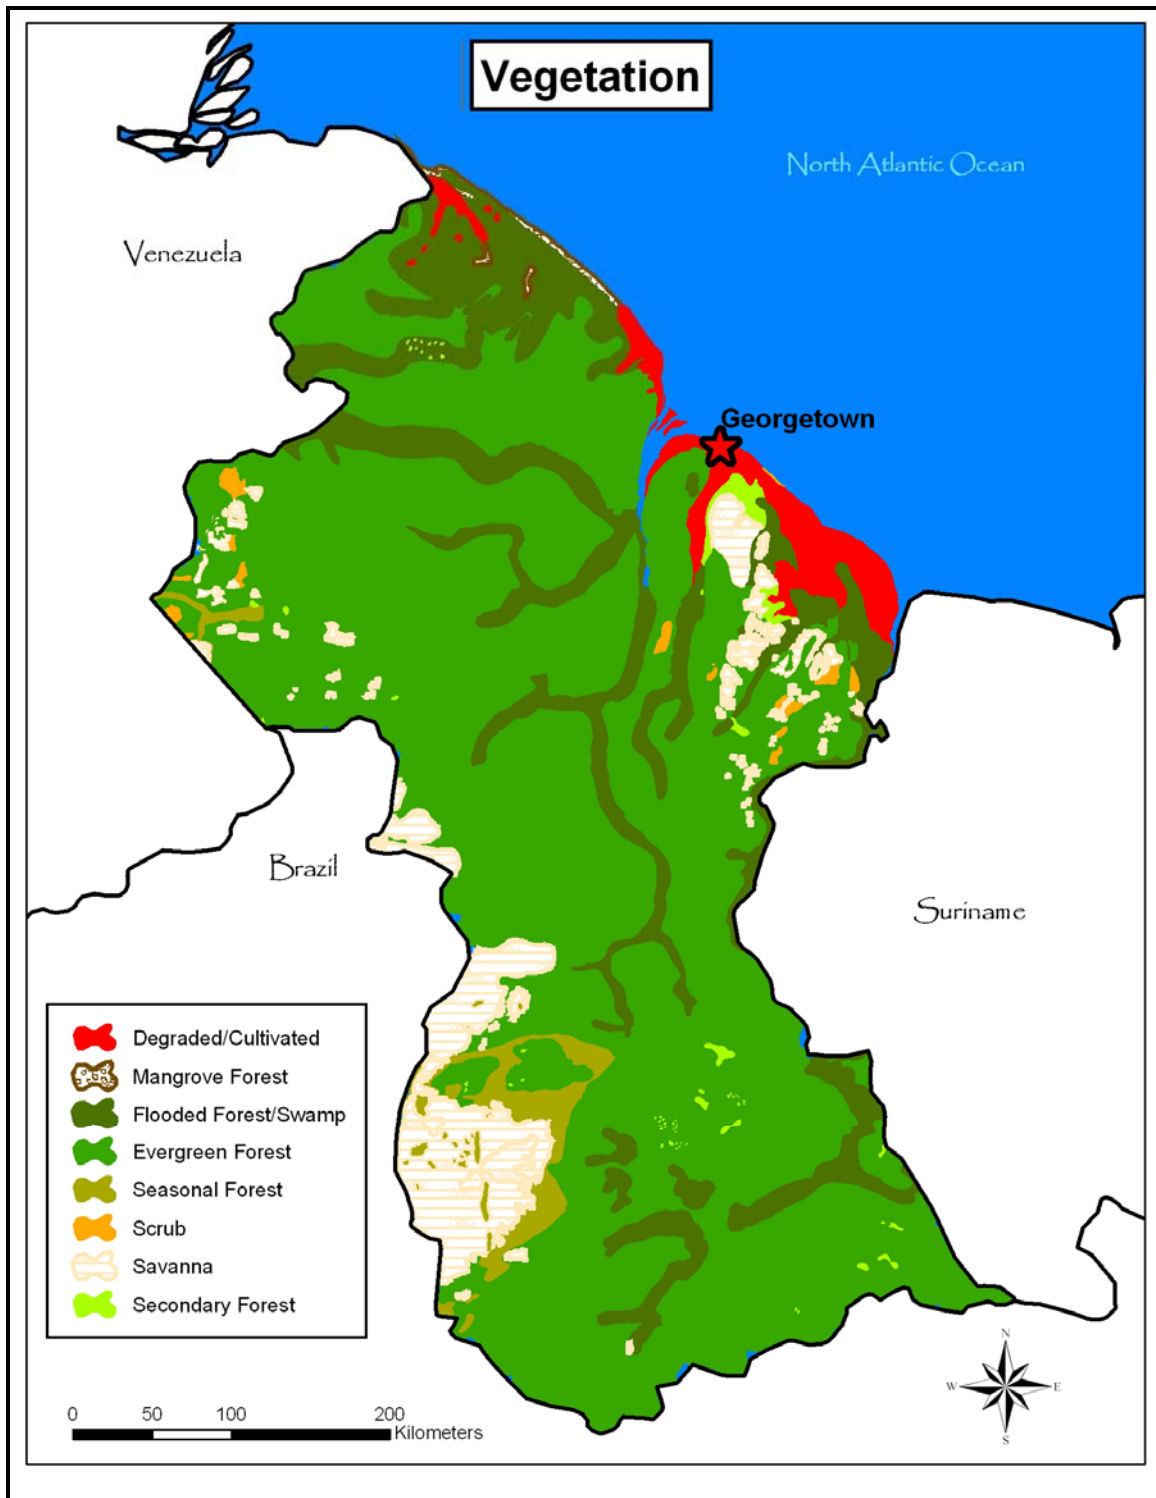 Vegetation
North Atlantic Ocean
Venezuela
Georgetown
Brazil
Suriname
Degraded/Cultivated
Mangrove Forest
Flooded Forest/Swamp
Evergreen Forest
Seasonal Forest
Scrub
Savanna
Secondary Forest
N
W E
S
0 50 100 200
Kilometers